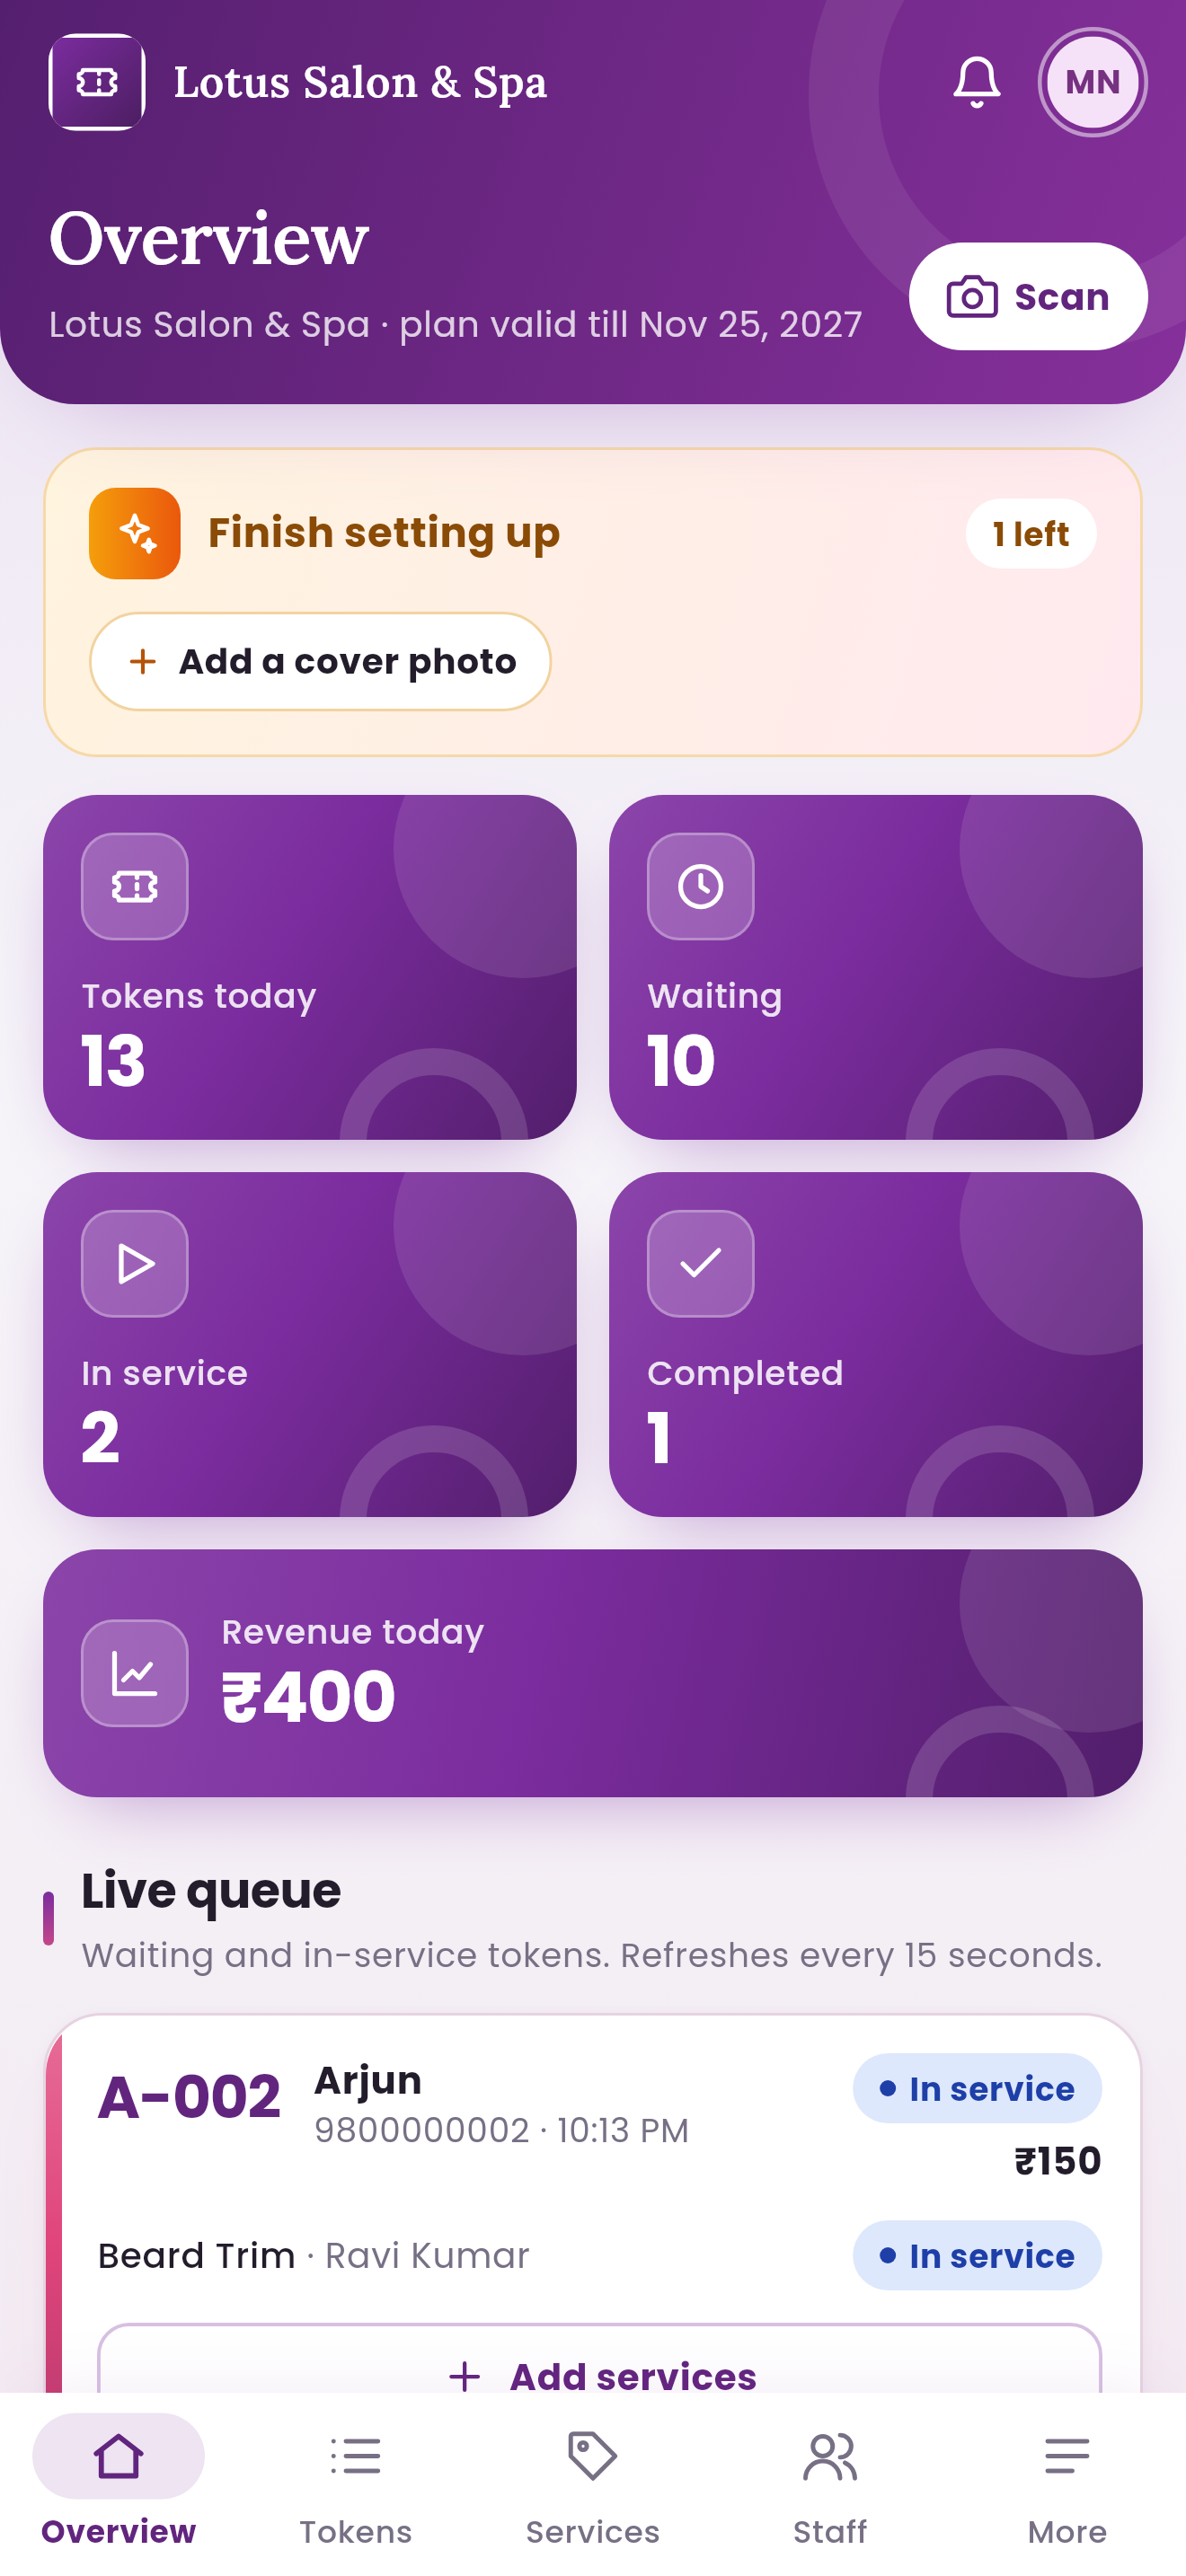 Lotus Salon & Spa
MN
Overview
Lotus Salon & Spa · plan valid till Nov 25, 2027
Scan
Finish setting up
1 left
+ Add a cover photo
Tokens today
13
Waiting
10
In service
2
Completed
1
Revenue today
₹400
Live queue
Waiting and in-service tokens. Refreshes every 15 seconds.
A-002
Arjun
9800000002 · 10:13 PM
In service
₹150
Beard Trim · Ravi Kumar
In service
+ Add services
Overview
Tokens
Services
Staff
More